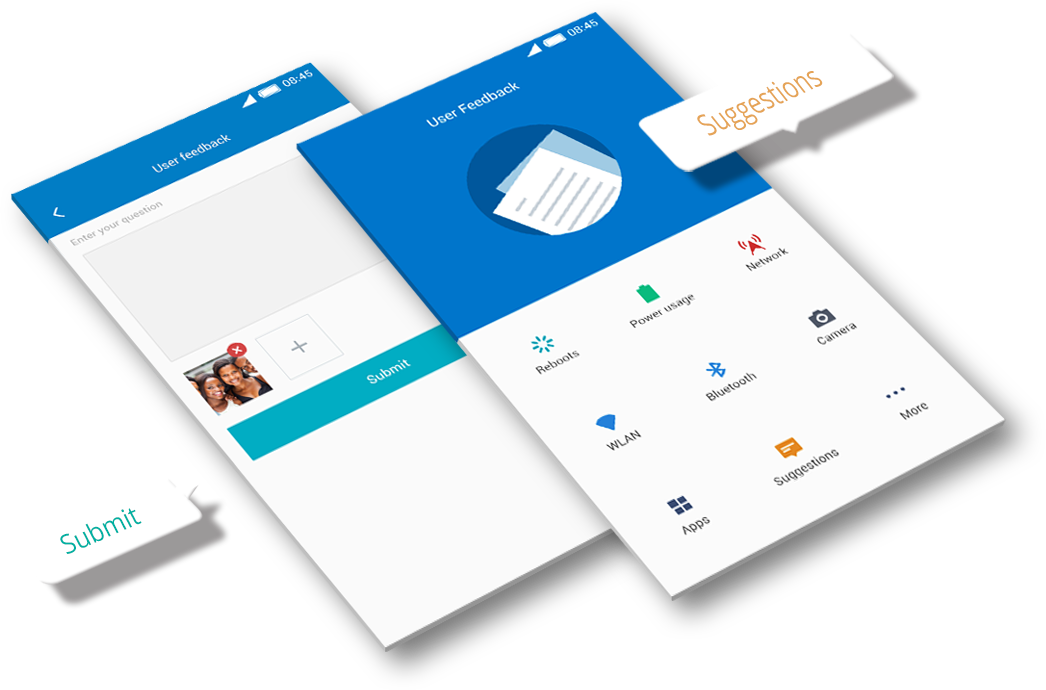 08:45
User feedback
Enter your question
Submit
Submit
08:45
User Feedback
Suggestions
Reboots
Power usage
Network
WLAN
Bluetooth
Camera
Apps
Suggestions
More